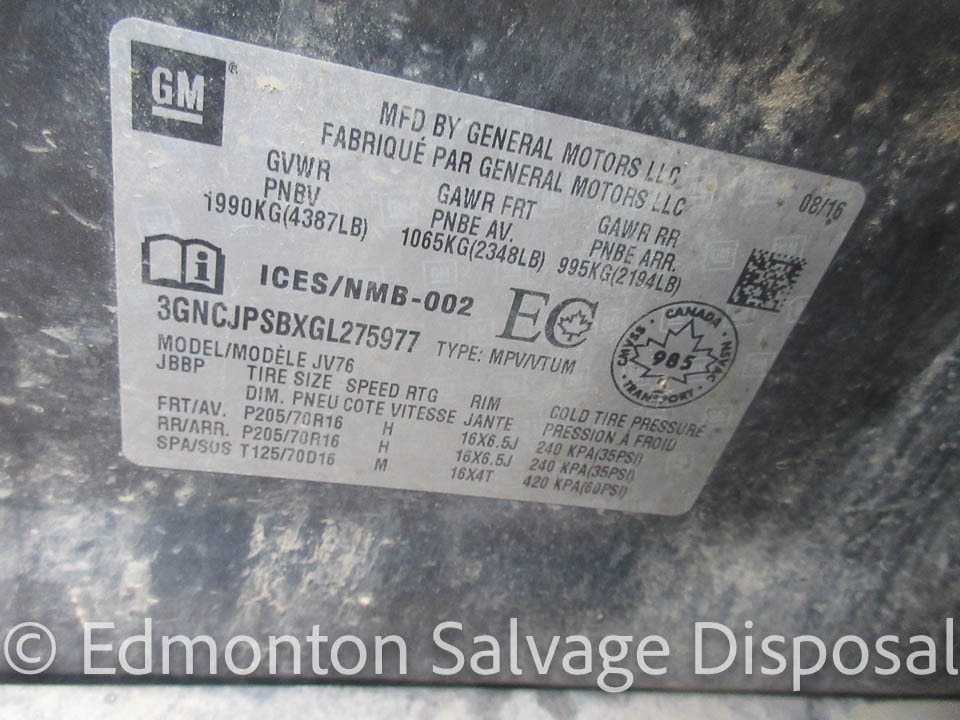 GM
MFD BY GENERAL MOTORS LLC
FABRIQUÉ PAR GENERAL MOTORS LLC
08/16
GVWR
PNBV
1990KG(4387LB)
GAWR FRT
PNBE AV.
1065KG(2348LB)
GAWR RR
PNBE ARR.
995KG(2194LB)
ICES/NMB-002
EC
3GNCJPSBXGL275977
TYPE: MPV/VTUM
CANADA
CMVSS
NSVAC
985
TRANSPORT
MODEL/MODÈLE JV76
JBBP
TIRE SIZE SPEED RTG RIM COLD TIRE PRESSURE
DIM. PNEU COTE VITESSE JANTE PRESSION À FROID
FRT/AV. P205/70R16 H 16X6.5J 240 KPA(35PSI)
RR/ARR. P205/70R16 H 16X6.5J 240 KPA(35PSI)
SPA/SUS T125/70D16 M 16X4T 420 KPA(60PSI)
© Edmonton Salvage Disposal